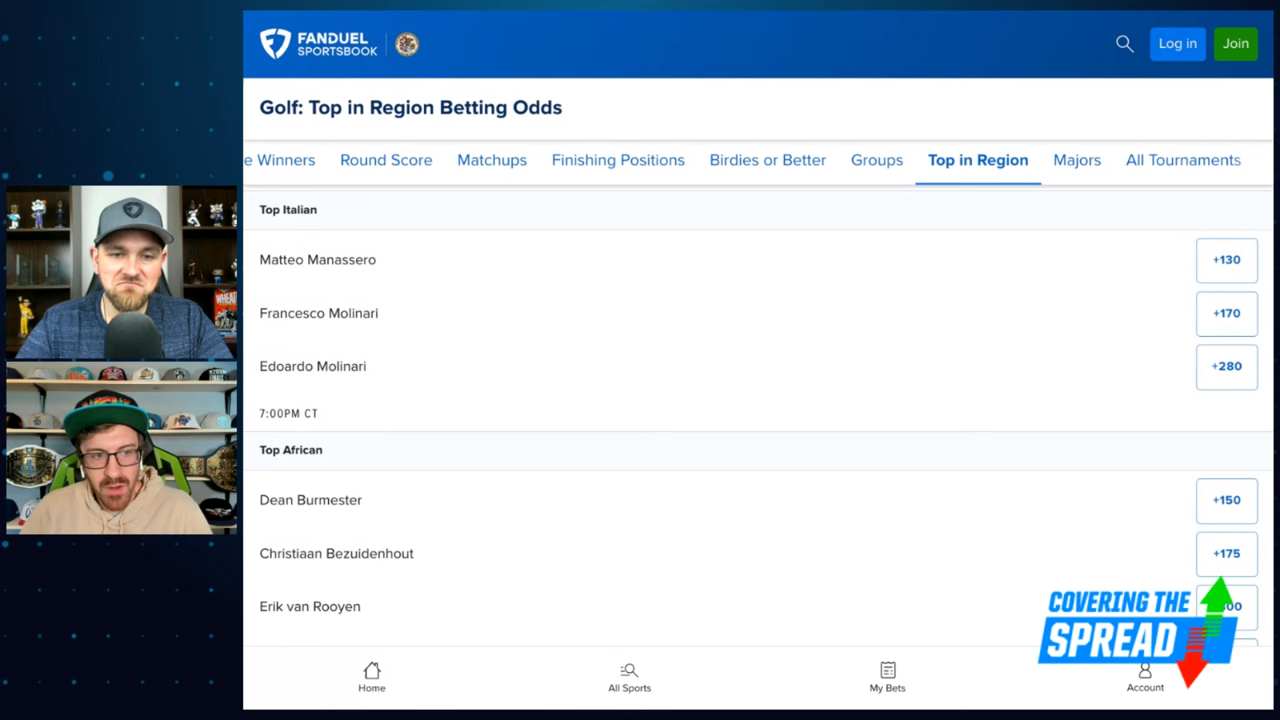 FANDUEL
SPORTSBOOK
Log in
Join
Golf: Top in Region Betting Odds
e Winners Round Score Matchups Finishing Positions Birdies or Better Groups Top in Region Majors All Tournaments
Top Italian
Matteo Manassero +130
Francesco Molinari +170
Edoardo Molinari +280
7:00PM CT
Top African
Dean Burmester +150
Christiaan Bezuidenhout +175
Erik van Rooyen
COVERING THE
SPREAD
Home All Sports My Bets Account
WHEATIES